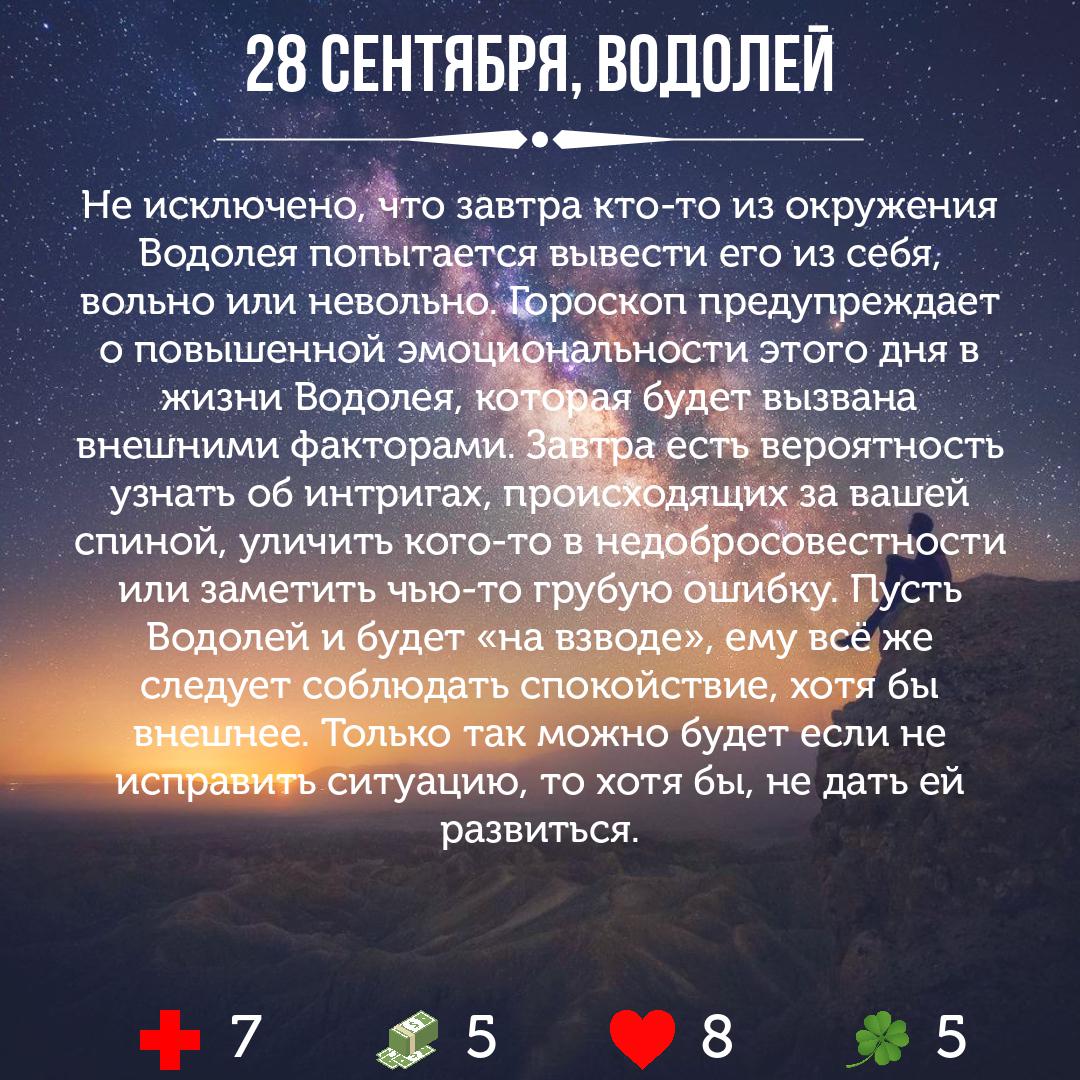 28 СЕНТЯБРЯ, ВОДОЛЕЙ
Не исключено, что завтра кто-то из окружения
Водолея попытается вывести его из себя,
вольно или невольно. Гороскоп предупреждает
о повышенной эмоциональности этого дня в
жизни Водолея, которая будет вызвана
внешними факторами. Завтра есть вероятность
узнать об интригах, происходящих за вашей
спиной, уличить кого-то в недобросовестности
или заметить чью-то грубую ошибку. Пусть
Водолей и будет «на взводе», ему всё же
следует соблюдать спокойствие, хотя бы
внешнее. Только так можно будет если не
исправить ситуацию, то хотя бы, не дать ей
развиться.
7 5 8 5